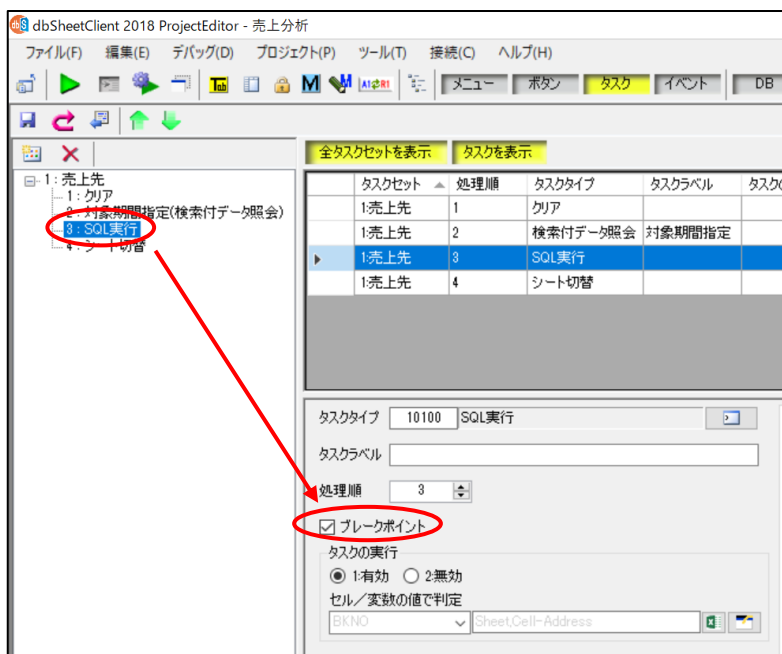 dbS dbSheetClient 2018 ProjectEditor - 売上分析
ファイル(F) 編集(E) デバッグ(D) プロジェクト(P) ツール(T) 接続(C) ヘルプ(H)
Tab M M A1 R1 メニュー ボタン タスク イベント DB
全タスクセットを表示 タスクを表示
1 : 売上先
1 : クリア
2 : 対象期間指定(検索付データ照会)
3 : SQL実行
4 : シート切替
タスクセット 処理順 タスクタイプ タスクラベル タスクの
1:売上先 1 クリア
1:売上先 2 検索付データ照会 対象期間指定
1:売上先 3 SQL実行
1:売上先 4 シート切替
タスクタイプ 10100 SQL実行
タスクラベル
処理順 3
ブレークポイント
タスクの実行
1:有効 2:無効
セル／変数の値で判定
BKNO Sheet,Cell-Address